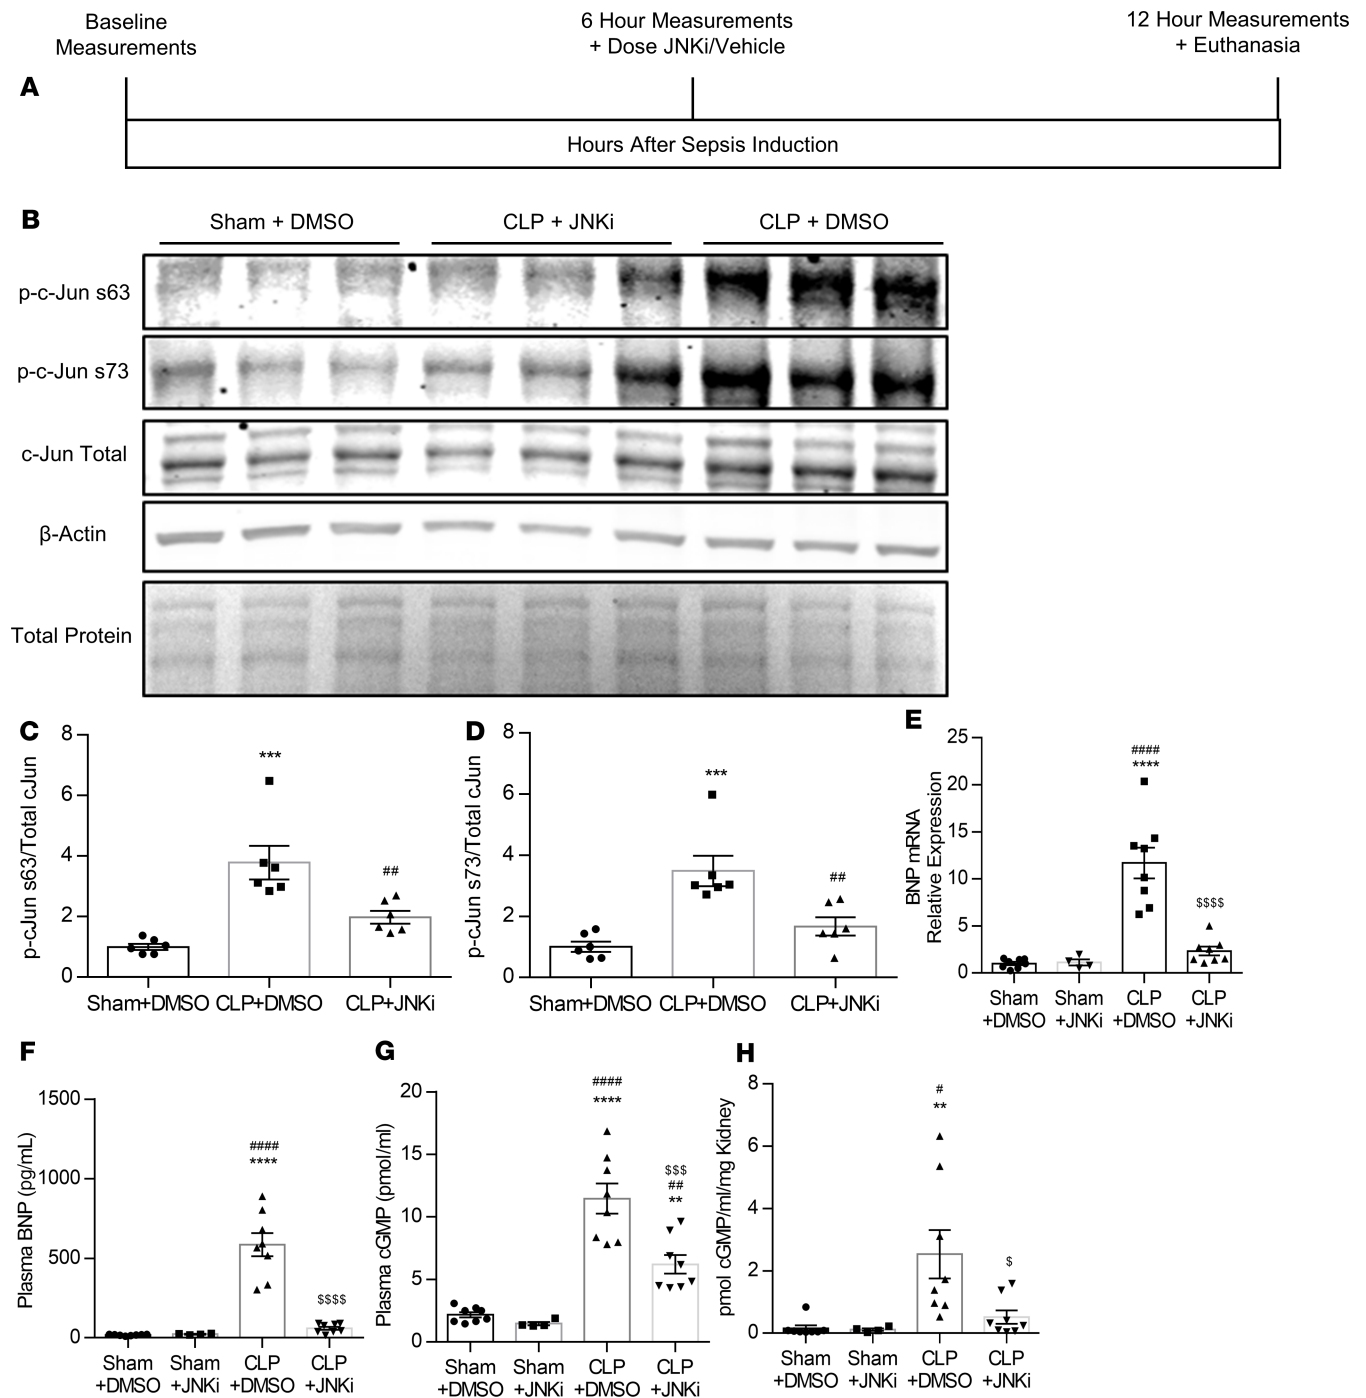 Baseline
Measurements
6 Hour Measurements
+ Dose JNKi/Vehicle
12 Hour Measurements
+ Euthanasia
A
Hours After Sepsis Induction
B
Sham + DMSO
CLP + JNKi
CLP + DMSO
p-c-Jun s63
p-c-Jun s73
c-Jun Total
β-Actin
Total Protein
C
p-cJun s63/Total cJun
8
6
4
2
0
***
##
Sham+DMSO
CLP+DMSO
CLP+JNKi
D
p-cJun s73/Total cJun
8
6
4
2
0
***
##
Sham+DMSO
CLP+DMSO
CLP+JNKi
E
BNP mRNA
Relative Expression
25
20
15
10
5
0
####
****
$$$$
Sham
+DMSO
Sham
+JNKi
CLP
+DMSO
CLP
+JNKi
F
Plasma BNP (pg/mL)
1500
1000
500
0
####
****
$$$$
Sham
+DMSO
Sham
+JNKi
CLP
+DMSO
CLP
+JNKi
G
Plasma cGMP (pmol/ml)
20
15
10
5
0
####
****
$$$
##
**
Sham
+DMSO
Sham
+JNKi
CLP
+DMSO
CLP
+JNKi
H
pmol cGMP/ml/mg Kidney
8
6
4
2
0
#
**
$
Sham
+DMSO
Sham
+JNKi
CLP
+DMSO
CLP
+JNKi